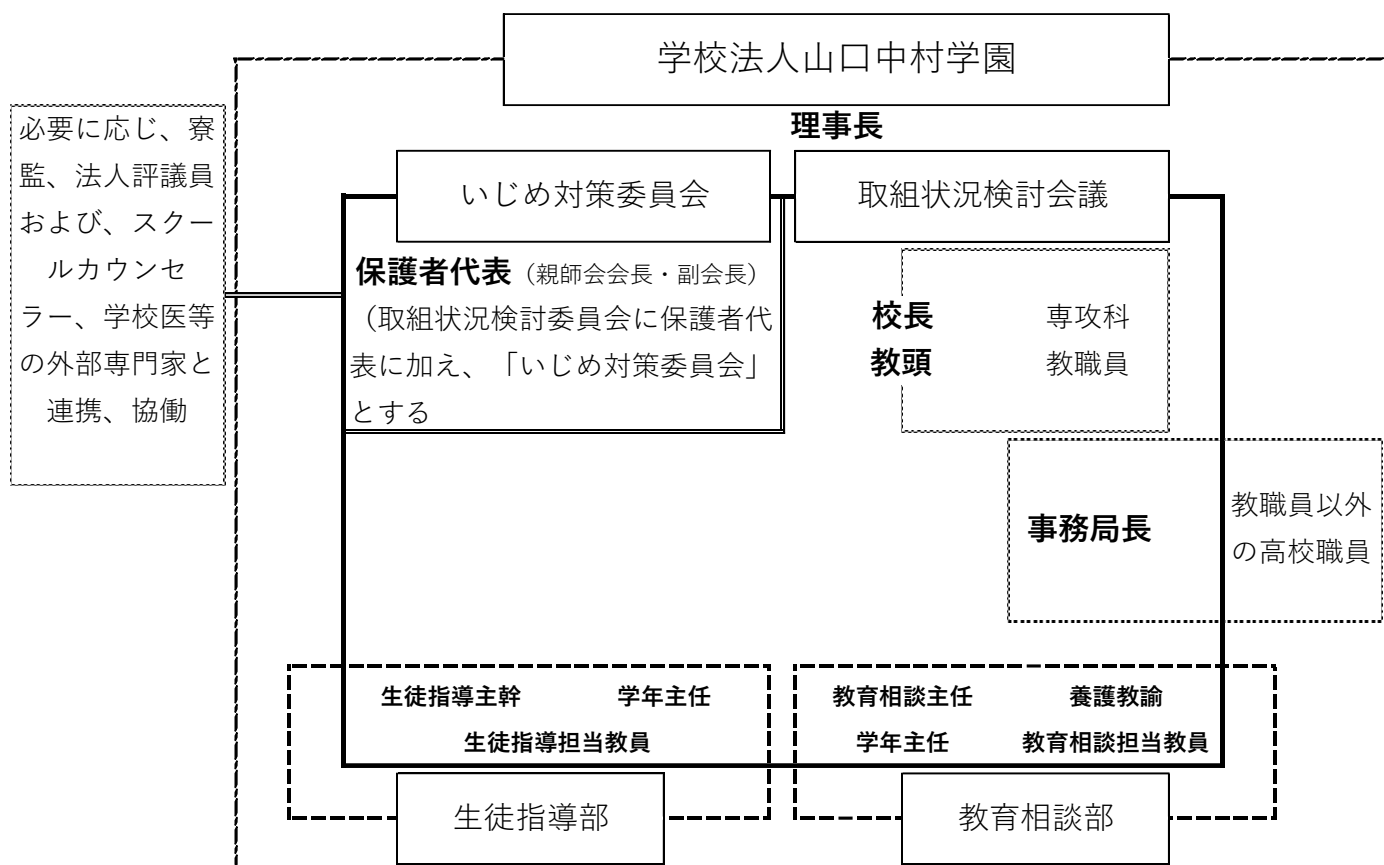 学校法人山口中村学園
理事長
必要に応じ、寮
監、法人評議員
および、スクー
ルカウンセ
ラー、学校医等
の外部専門家と
連携、協働
いじめ対策委員会
取組状況検討会議
保護者代表（親師会会長・副会長）
（取組状況検討委員会に保護者代
表に加え、「いじめ対策委員会」
とする
校長 専攻科
教頭 教職員
事務局長
教職員以外
の高校職員
生徒指導主幹 学年主任
生徒指導担当教員
生徒指導部
教育相談主任 養護教諭
学年主任 教育相談担当教員
教育相談部